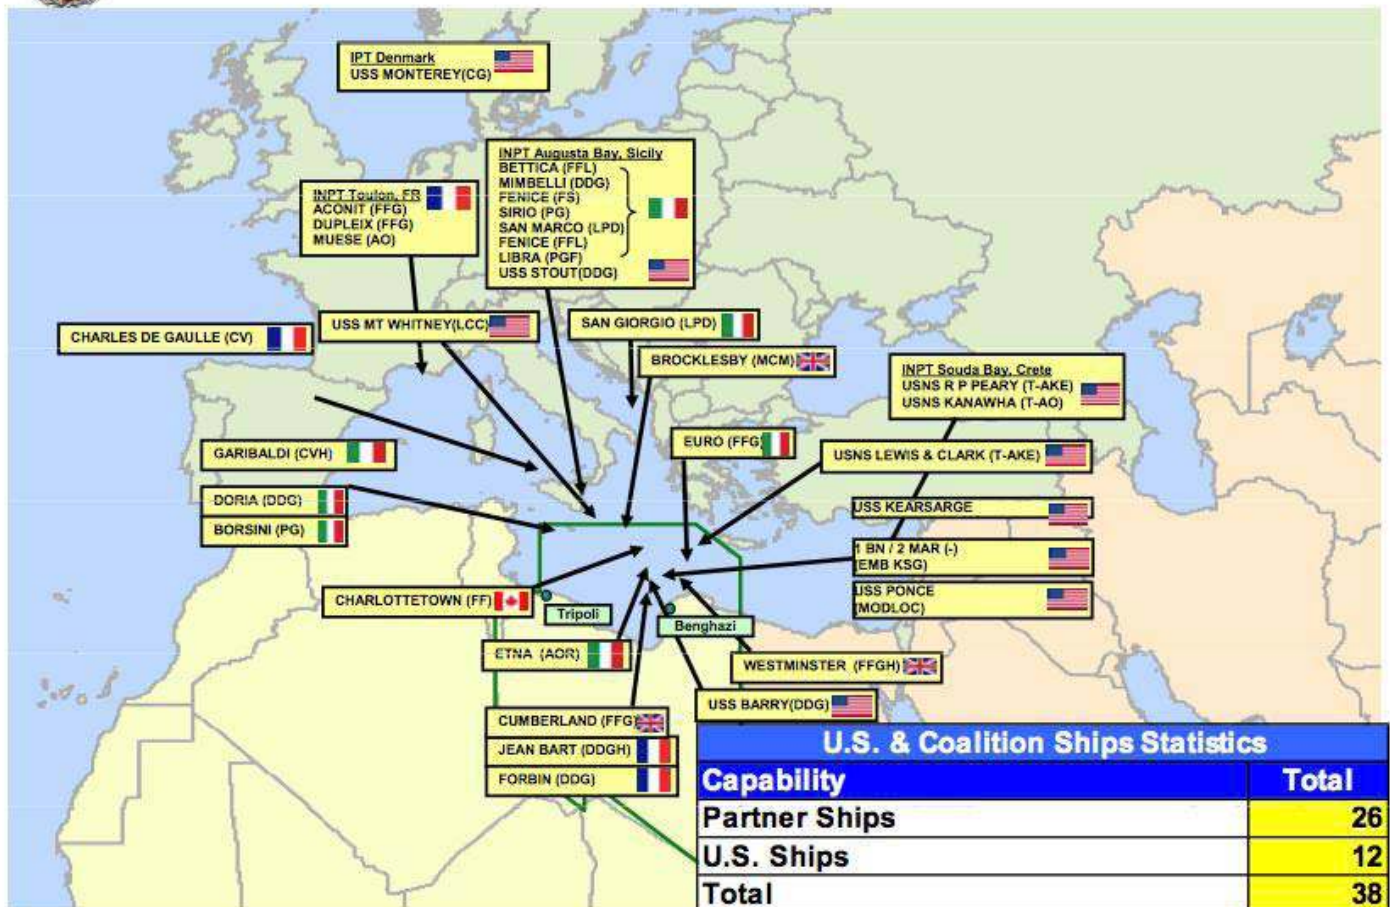 IPT Denmark
USS MONTEREY(CG)
INPT Augusta Bay, Sicily
BETTICA (FFL)
MIMBELLI (DDG)
FENICE (FS)
SIRIO (PG)
SAN MARCO (LPD)
FENICE (FFL)
LIBRA (PGF)
USS STOUT(DDG)
INPT Toulon, FR
ACONIT (FFG)
DUPLEIX (FFG)
MUESE (AO)
CHARLES DE GAULLE (CV)
USS MT WHITNEY(LCC)
SAN GIORGIO (LPD)
BROCKLESBY (MCM)
INPT Souda Bay, Crete
USNS R P PEARY (T-AKE)
USNS KANAWHA (T-AO)
GARIBALDI (CVH)
EURO (FFG)
USNS LEWIS & CLARK (T-AKE)
DORIA (DDG)
BORSINI (PG)
USS KEARSARGE
1 BN / 2 MAR (-)
(EMB KSG)
USS PONCE
(MODLOC)
CHARLOTTETOWN (FF)
Tripoli
Benghazi
ETNA (AOR)
WESTMINSTER (FFGH)
USS BARRY(DDG)
CUMBERLAND (FFG)
JEAN BART (DDGH)
FORBIN (DDG)
U.S. & Coalition Ships Statistics
Capability Total
Partner Ships 26
U.S. Ships 12
Total 38